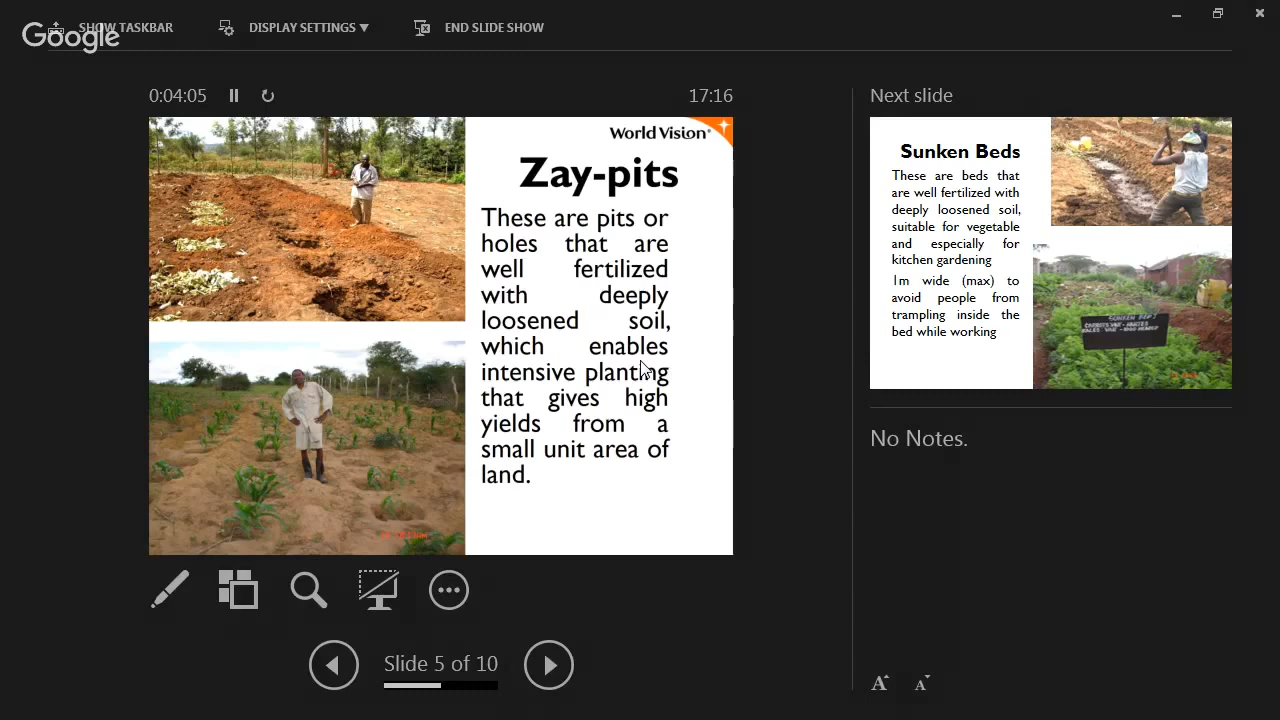 SHOW TASKBAR
DISPLAY SETTINGS
END SLIDE SHOW
Google
0:04:05
17:16
World Vision
Zay-pits
These are pits or
holes that are
well fertilized
with deeply
loosened soil,
which enables
intensive planting
that gives high
yields from a
small unit area of
land.
Slide 5 of 10
Next slide
Sunken Beds
These are beds that
are well fertilized with
deeply loosened soil,
suitable for vegetable
and especially for
kitchen gardening
1m wide (max) to
avoid people from
trampling inside the
bed while working
SUNKEN BED
No Notes.
A
A